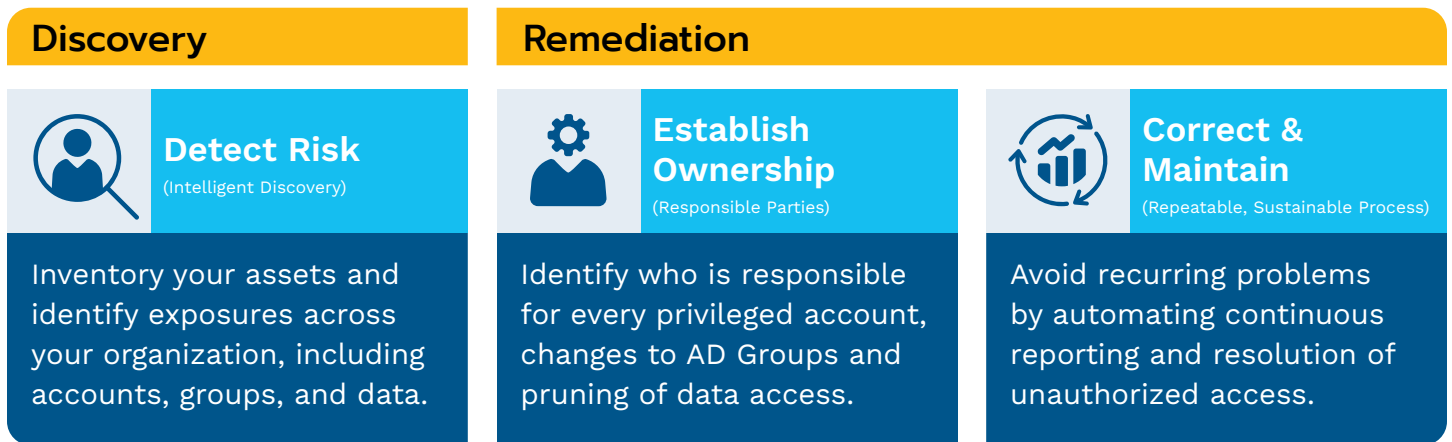 Discovery
Remediation
Detect Risk
(Intelligent Discovery)
Inventory your assets and
identify exposures across
your organization, including
accounts, groups, and data.
Establish
Ownership
(Responsible Parties)
Identify who is responsible
for every privileged account,
changes to AD Groups and
pruning of data access.
Correct &
Maintain
(Repeatable, Sustainable Process)
Avoid recurring problems
by automating continuous
reporting and resolution of
unauthorized access.